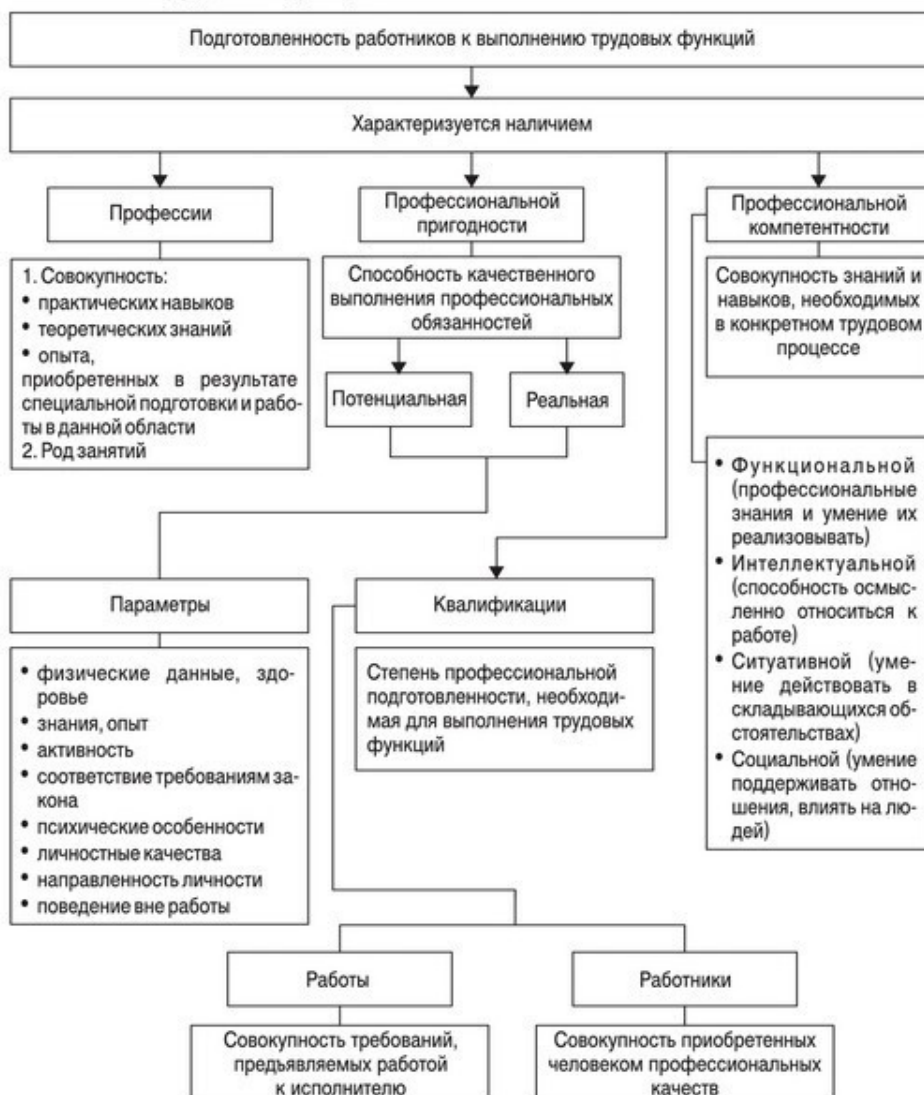 Подготовленность работников к выполнению трудовых функций
Характеризуется наличием
Профессии
1. Совокупность:
• практических навыков
• теоретических знаний
• опыта,
приобретенных в результате
специальной подготовки и рабо-
ты в данной области
2. Род занятий
Профессиональной
пригодности
Способность качественного
выполнения профессиональных
обязанностей
Потенциальная
Реальная
Профессиональной
компетентности
Совокупность знаний и
навыков, необходимых
в конкретном трудовом
процессе
• Функциональной
(профессиональные
знания и умение их
реализовывать)
• Интеллектуальной
(способность осмыс-
ленно относиться к
работе)
• Ситуативной (уме-
ние действовать в
складывающихся об-
стоятельствах)
• Социальной (умение
поддерживать отно-
шения, влиять на лю-
дей)
Параметры
• физические данные, здо-
ровье
• знания, опыт
• активность
• соответствие требованиям за-
кона
• психические особенности
• личностные качества
• направленность личности
• поведение вне работы
Квалификации
Степень профессиональной
подготовленности, необходи-
мая для выполнения трудовых
функций
Работы
Совокупность требований,
предъявляемых работой
к исполнителю
Работники
Совокупность приобретенных
человеком профессиональных
качеств